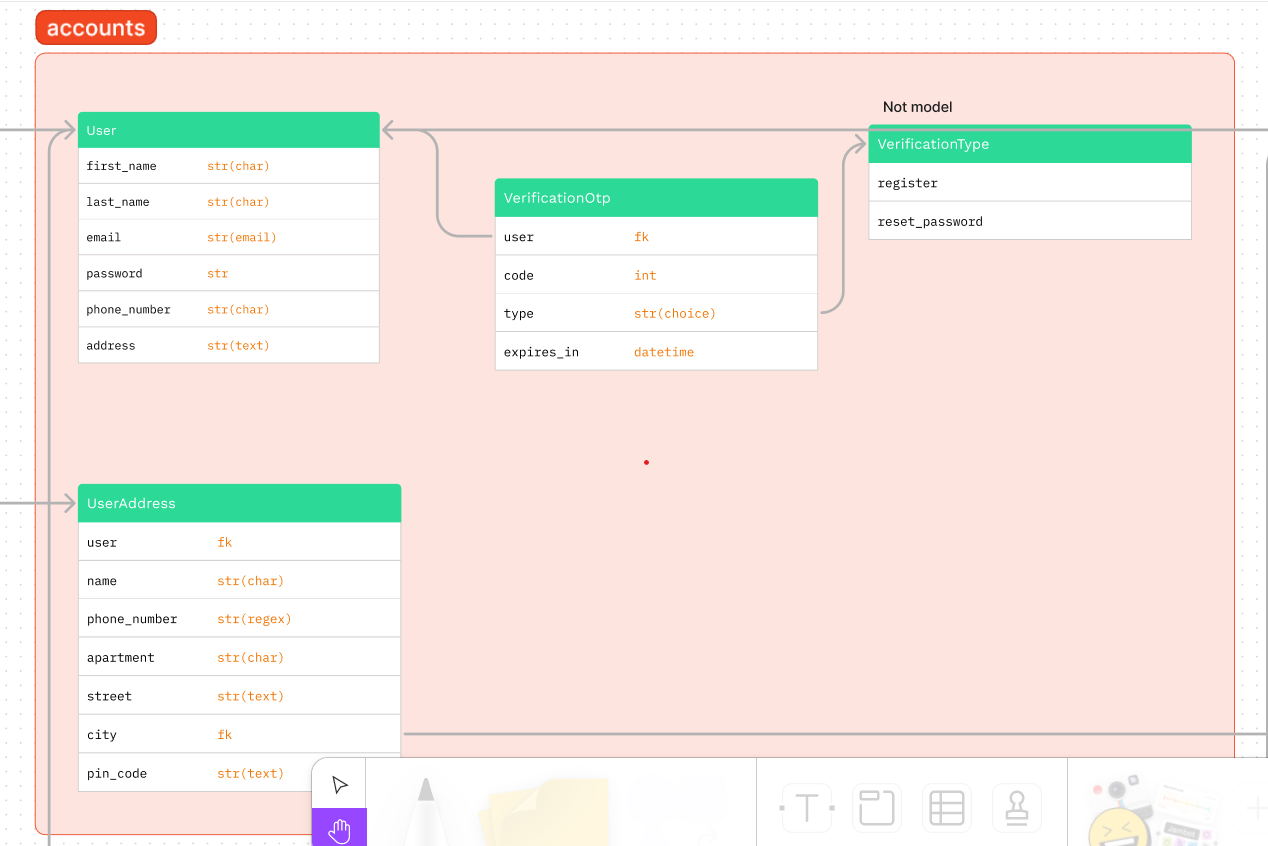 accounts
Not model
User
first_name str(char)
last_name str(char)
email str(email)
password str
phone_number str(char)
address str(text)
VerificationOtp
user fk
code int
type str(choice)
expires_in datetime
VerificationType
register
reset_password
UserAddress
user fk
name str(char)
phone_number str(regex)
apartment str(char)
street str(text)
city fk
pin_code str(text)
T
Jambot